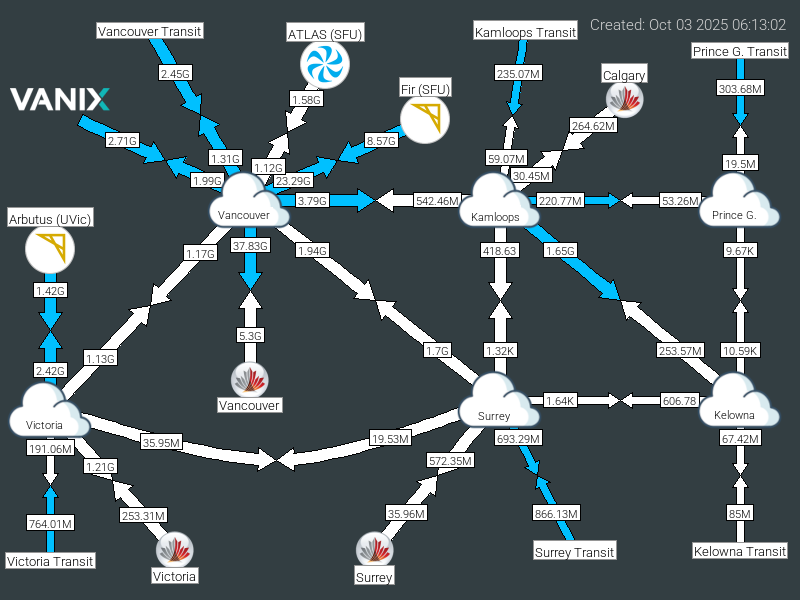 Created: Oct 03 2025 06:13:02
Vancouver Transit
ATLAS (SFU)
Kamloops Transit
Prince G. Transit
2.45G
235.07M
Calgary
303.68M
VANIX
1.58G
Fir (SFU)
264.62M
2.71G
8.57G
1.31G
1.12G
59.07M
19.5M
1.99G
23.29G
30.45M
3.79G
542.46M
220.77M
53.26M
Vancouver
Kamloops
Prince G.
Arbutus (UVic)
1.17G
37.83G
1.94G
418.63
1.65G
9.67K
1.42G
5.3G
1.13G
1.7G
1.32K
253.57M
10.59K
2.42G
Vancouver
1.64K
606.78
Victoria
Surrey
Kelowna
191.06M
35.95M
19.53M
693.29M
67.42M
1.21G
572.35M
764.01M
253.31M
35.96M
866.13M
85M
Victoria Transit
Victoria
Surrey
Surrey Transit
Kelowna Transit